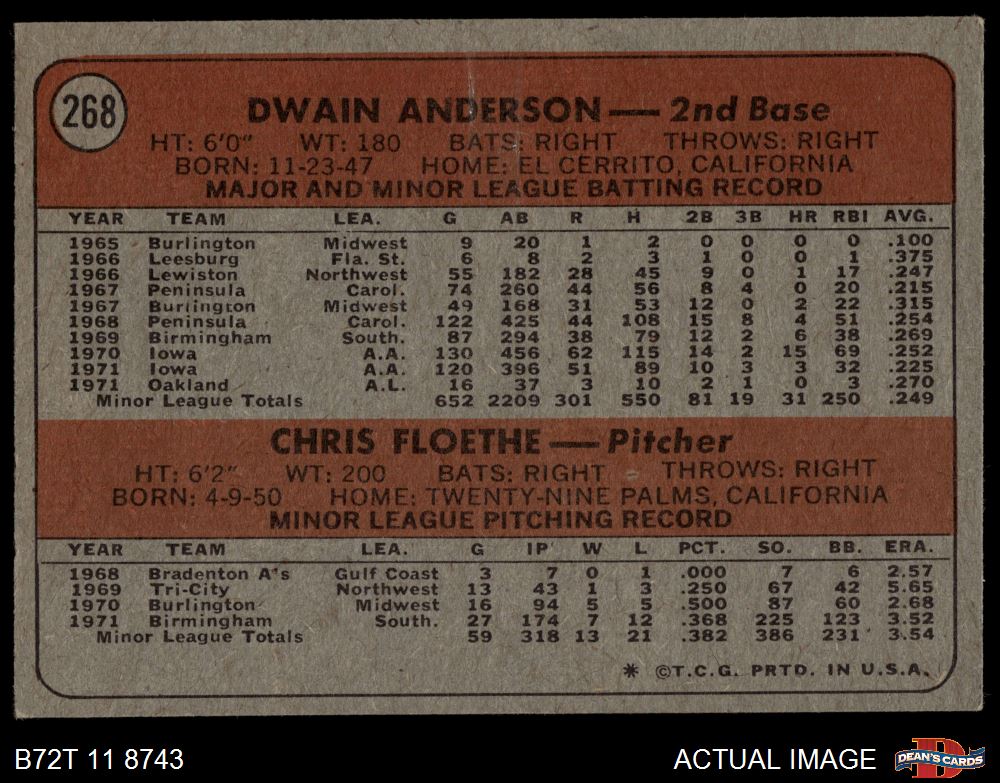 268
DWAIN ANDERSON — 2nd Base
HT: 6'0" WT: 180 BATS: RIGHT THROWS: RIGHT
BORN: 11-23-47 HOME: EL CERRITO, CALIFORNIA
MAJOR AND MINOR LEAGUE BATTING RECORD
YEAR TEAM LEA. G AB R H 2B 3B HR RBI AVG.
1965 Burlington Midwest 9 20 1 2 0 0 0 0 .100
1966 Leesburg Fla. St. 6 8 2 3 1 0 0 1 .375
1966 Lewiston Northwest 55 182 28 45 9 0 1 17 .247
1967 Peninsula Carol. 74 260 44 56 8 4 0 20 .215
1967 Burlington Midwest 49 168 31 53 12 0 2 22 .315
1968 Peninsula Carol. 122 425 44 108 15 8 4 51 .254
1969 Birmingham South. 87 294 38 79 12 2 6 38 .269
1970 Iowa A.A. 130 456 62 115 14 2 15 69 .252
1971 Iowa A.A. 120 396 51 89 10 3 3 32 .225
1971 Oakland A.L. 16 37 3 10 2 1 0 3 .270
Minor League Totals 652 2209 301 550 81 19 31 250 .249
CHRIS FLOETHE — Pitcher
HT: 6'2" WT: 200 BATS: RIGHT THROWS: RIGHT
BORN: 4-9-50 HOME: TWENTY-NINE PALMS, CALIFORNIA
MINOR LEAGUE PITCHING RECORD
YEAR TEAM LEA. G IP W L PCT. SO. BB. ERA.
1968 Bradenton A's Gulf Coast 3 7 0 1 .000 7 6 2.57
1969 Tri-City Northwest 13 43 1 3 .250 67 42 5.65
1970 Burlington Midwest 16 94 5 5 .500 87 60 2.68
1971 Birmingham South. 27 174 7 12 .368 225 123 3.52
Minor League Totals 59 318 13 21 .382 386 231 3.54
* ©T.C.G. PRTD. IN U.S.A.
B72T 11 8743
ACTUAL IMAGE
D
DEAN'S CARDS